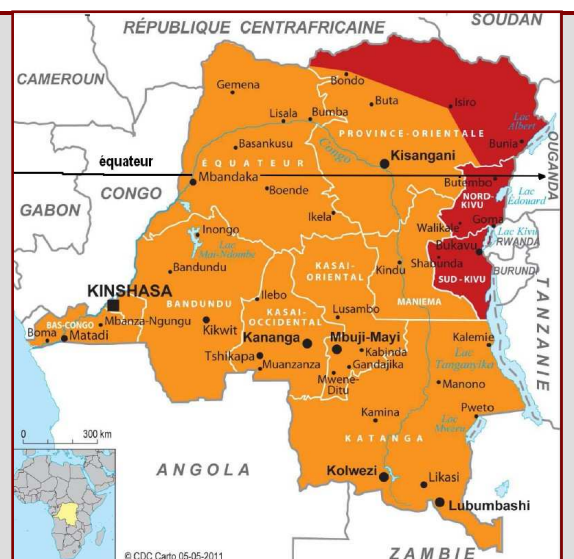 RÉPUBLIQUE CENTRAFRICAINE
SOUDAN
CAMEROUN
Bondo
Gemena
Buta
Isiro
Lisala
Bumba
Lac
Albert
PROVINCE-ORIENTALE
Basankusu
Congo
Bunia
équateur
ÉQUATEUR
Kisangani
OUGANDA
Mbandaka
Butembo
CONGO
Boende
NORD-
KIVU
Lac
Édouard
GABON
Ikela
Walikale
Goma
Inongo
Lac Kivu
Lac
Mai-Ndombe
Bukavu
RWANDA
KASAI-
ORIENTAL
Bandundu
Kindu
Shabunda
BURUNDI
SUD-KIVU
KINSHASA
Ilebo
BANDUNDU
MANIEMA
KASAI-
OCCIDENTAL
Lusambo
TANZANIE
BAS-CONGO
Mbanza-Ngungu
Kikwit
Boma
Matadi
Kananga
Mbuji-Mayi
Kalemie
Tshikapa
Kabinda
Lac
Tanganyika
Muanzanza
Gandajika
Mwene-
Ditu
Manono
Kamina
Pweto
Lac
Mweru
0
300 km
KATANGA
ANGOLA
Kolwezi
Likasi
Lubumbashi
© CDC Carto 05-05-2011
ZAMBIE